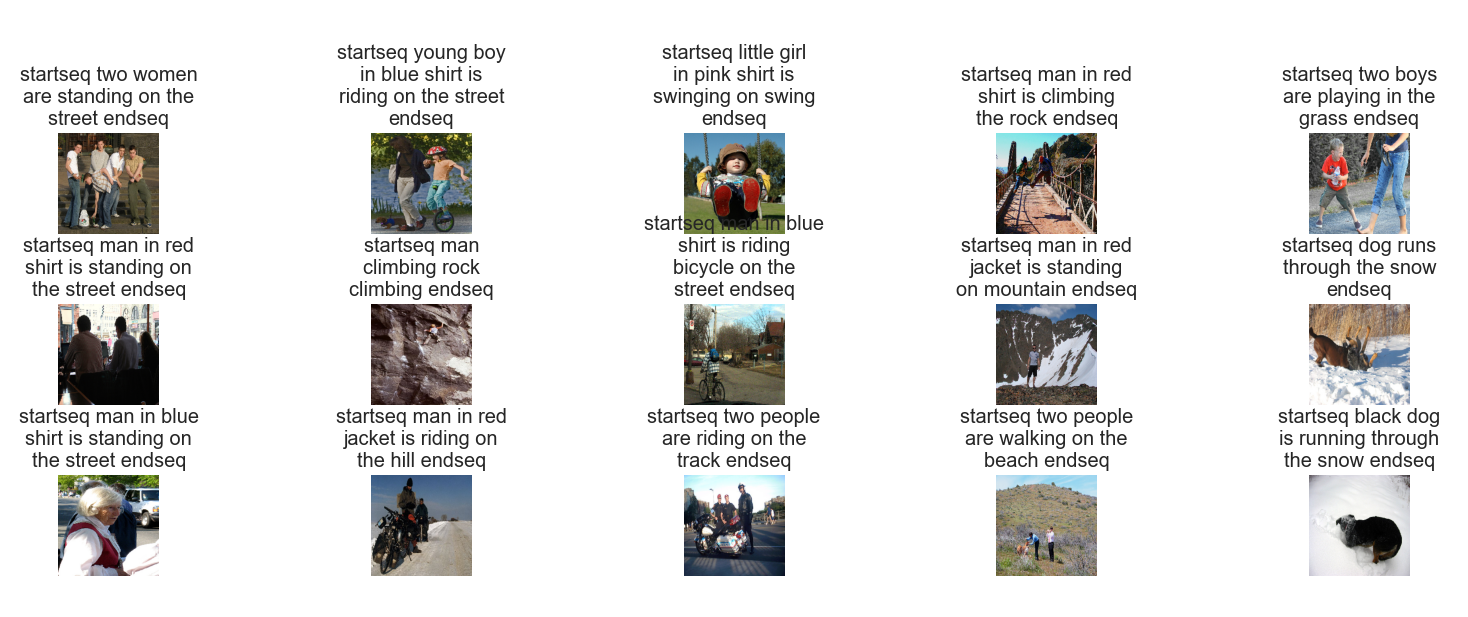 startseq two women
are standing on the
street endseq
startseq young boy
in blue shirt is
riding on the street
endseq
startseq little girl
in pink shirt is
swinging on swing
endseq
startseq man in red
shirt is climbing
the rock endseq
startseq two boys
are playing in the
grass endseq
startseq man in red
shirt is standing on
the street endseq
startseq man
climbing rock
climbing endseq
startseq man in blue
shirt is riding
bicycle on the
street endseq
startseq man in red
jacket is standing
on mountain endseq
startseq dog runs
through the snow
endseq
startseq man in blue
shirt is standing on
the street endseq
startseq man in red
jacket is riding on
the hill endseq
startseq two people
are riding on the
track endseq
startseq two people
are walking on the
beach endseq
startseq black dog
is running through
the snow endseq